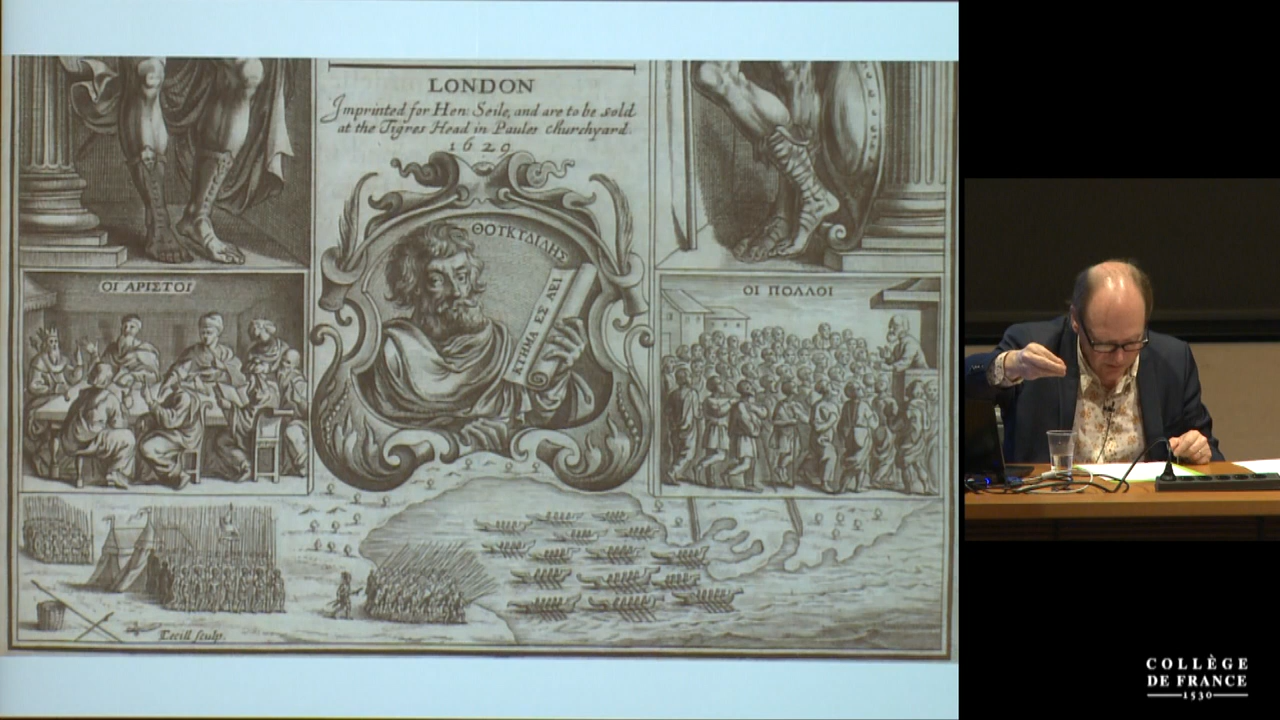 LONDON
Imprinted for Hen: Seile, and are to be sold
at the Tigres Head in Paules Churchyard.
1629
ΘΟΥΚΥΔΙΔΗΣ
ΚΤΗΜΑ ΕΣ ΑΕΙ
ΟΙ ΑΡΙΣΤΟΙ
ΟΙ ΠΟΛΛΟΙ
Cecill sculp.
COLLÈGE
DE FRANCE
1530